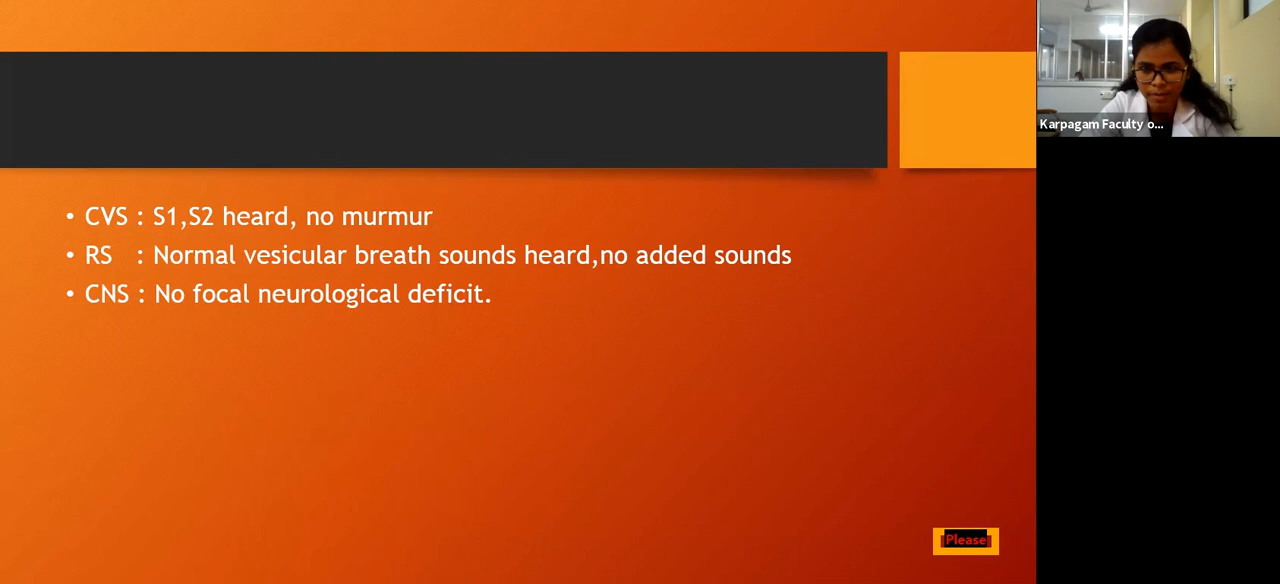 • CVS : S1,S2 heard, no murmur
• RS : Normal vesicular breath sounds heard,no added sounds
• CNS : No focal neurological deficit.
Karpagam Faculty o...
Please